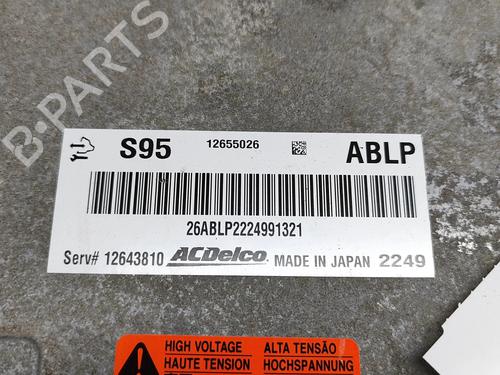 B-PARTS
S95 12655026 ABLP
26ABLP2224991321
Serv# 12643810 ACDelco MADE IN JAPAN 2249
HIGH VOLTAGE ALTA TENSÃO
HAUTE TENSION HOCHSPANNUNG